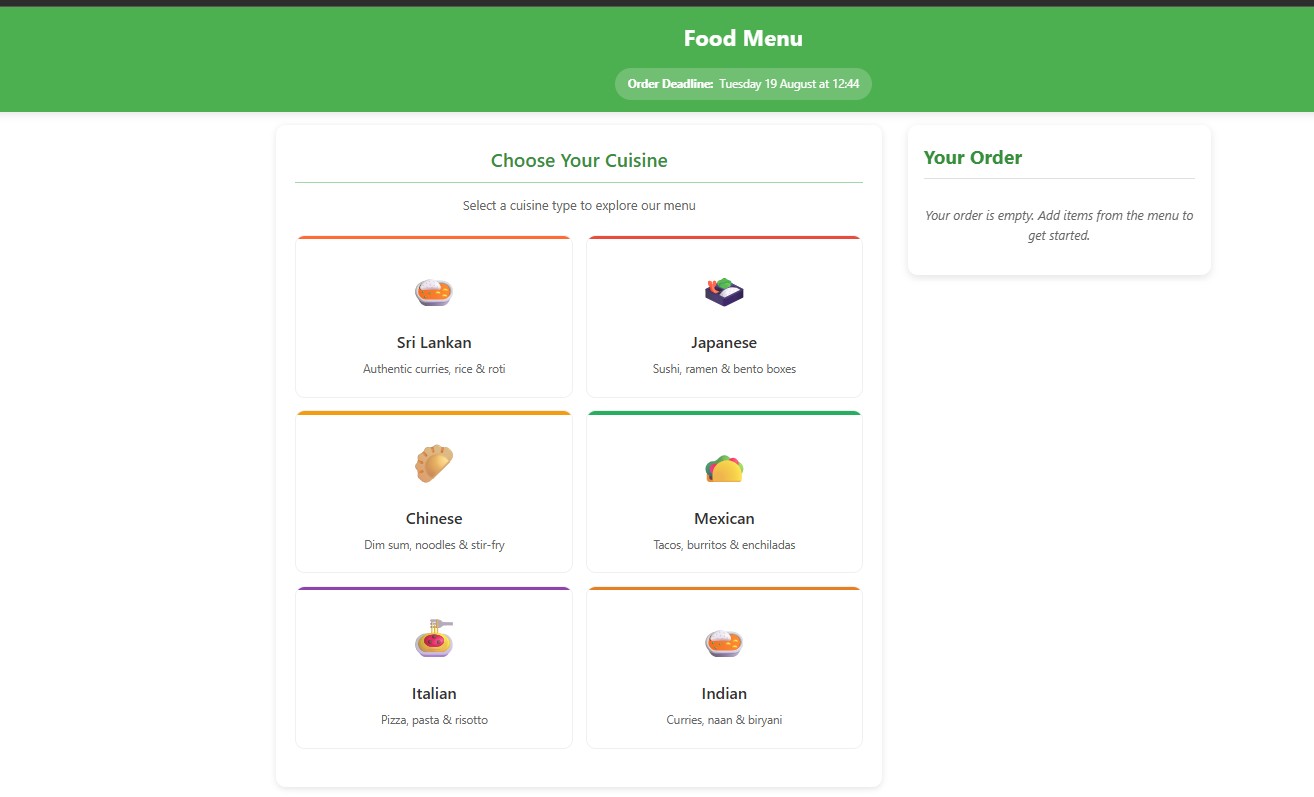 Food Menu
Order Deadline: Tuesday 19 August at 12:44
Choose Your Cuisine
Select a cuisine type to explore our menu
Sri Lankan
Authentic curries, rice & roti
Japanese
Sushi, ramen & bento boxes
Chinese
Dim sum, noodles & stir-fry
Mexican
Tacos, burritos & enchiladas
Italian
Pizza, pasta & risotto
Indian
Curries, naan & biryani
Your Order
Your order is empty. Add items from the menu to
get started.